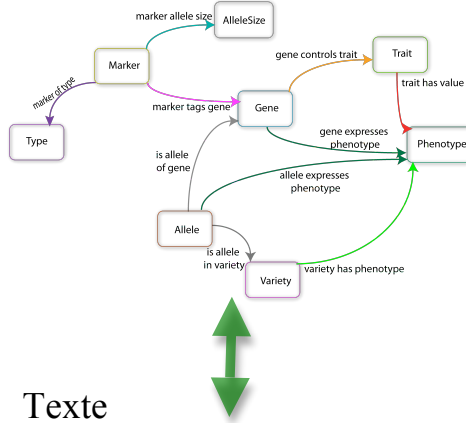 marker allele size
AlleleSize
Marker
gene controls trait
Trait
marker of type
marker tags gene
Gene
trait has value
Type
gene expresses
phenotype
Phenotype
is allele
of gene
allele expresses
phenotype
Allele
is allele
in variety
Variety
variety has phenotype
Texte